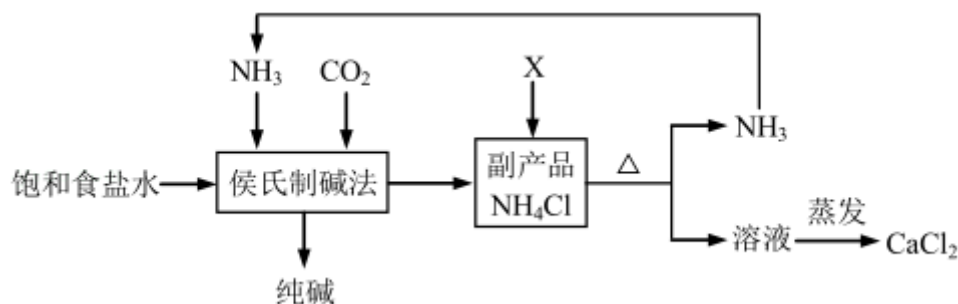 NH₃
CO₂
X
NH₃
饱和食盐水
侯氏制碱法
副产品
NH₄Cl
△
溶液
蒸发
CaCl₂
纯碱